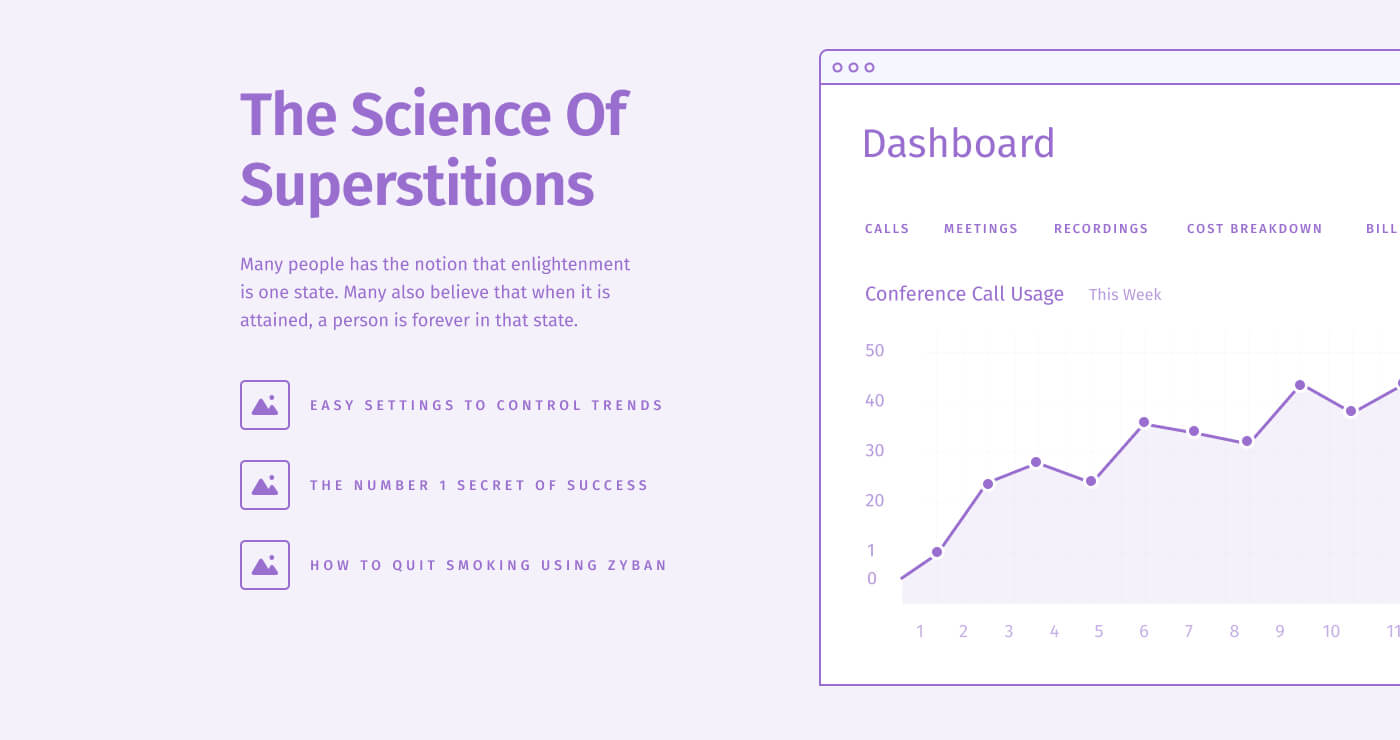 The Science Of
Superstitions
Many people has the notion that enlightenment
is one state. Many also believe that when it is
attained, a person is forever in that state.
EASY SETTINGS TO CONTROL TRENDS
THE NUMBER 1 SECRET OF SUCCESS
HOW TO QUIT SMOKING USING ZYBAN
Dashboard
CALLS MEETINGS RECORDINGS COST BREAKDOWN BILL
Conference Call Usage This Week
50
40
30
20
1
0
1 2 3 4 5 6 7 8 9 10 11